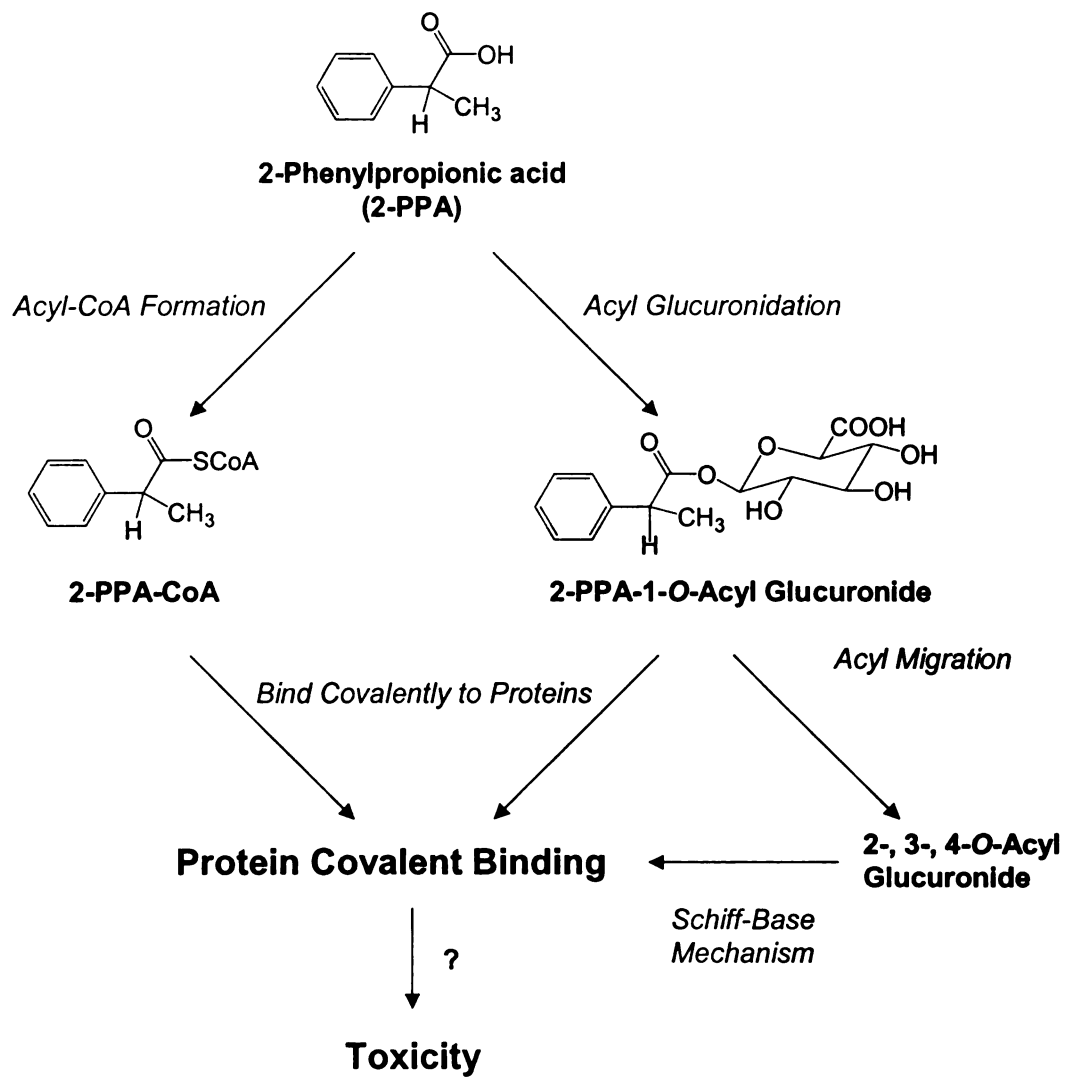 O
OH
CH3
H
2-Phenylpropionic acid
(2-PPA)
Acyl-CoA Formation
Acyl Glucuronidation
O
SCoA
CH3
H
2-PPA-CoA
O
O
O
COOH
OH
OH
HO
CH3
H
2-PPA-1-O-Acyl Glucuronide
Acyl Migration
Bind Covalently to Proteins
Protein Covalent Binding
2-, 3-, 4-O-Acyl
Glucuronide
Schiff-Base
Mechanism
?
Toxicity